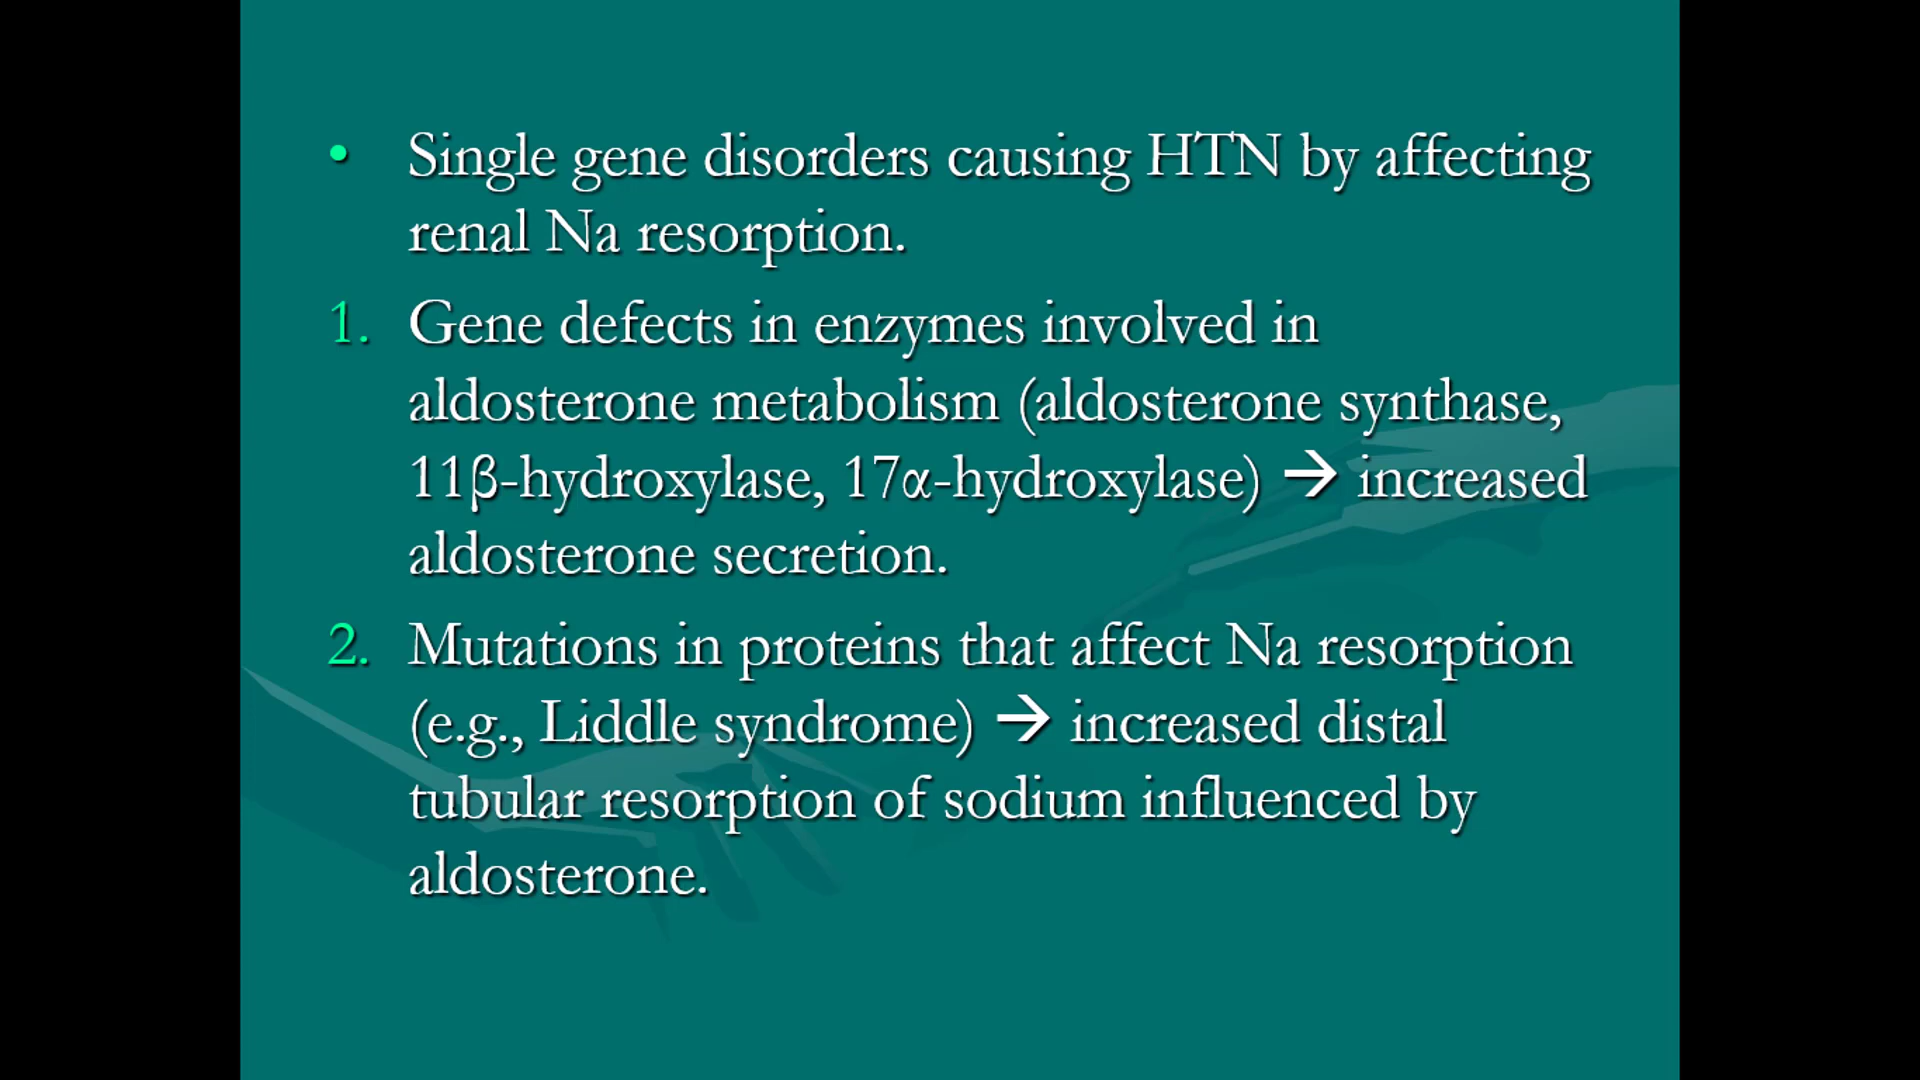 • Single gene disorders causing HTN by affecting
renal Na resorption.
1. Gene defects in enzymes involved in
aldosterone metabolism (aldosterone synthase,
11β-hydroxylase, 17α-hydroxylase) → increased
aldosterone secretion.
2. Mutations in proteins that affect Na resorption
(e.g., Liddle syndrome) → increased distal
tubular resorption of sodium influenced by
aldosterone.